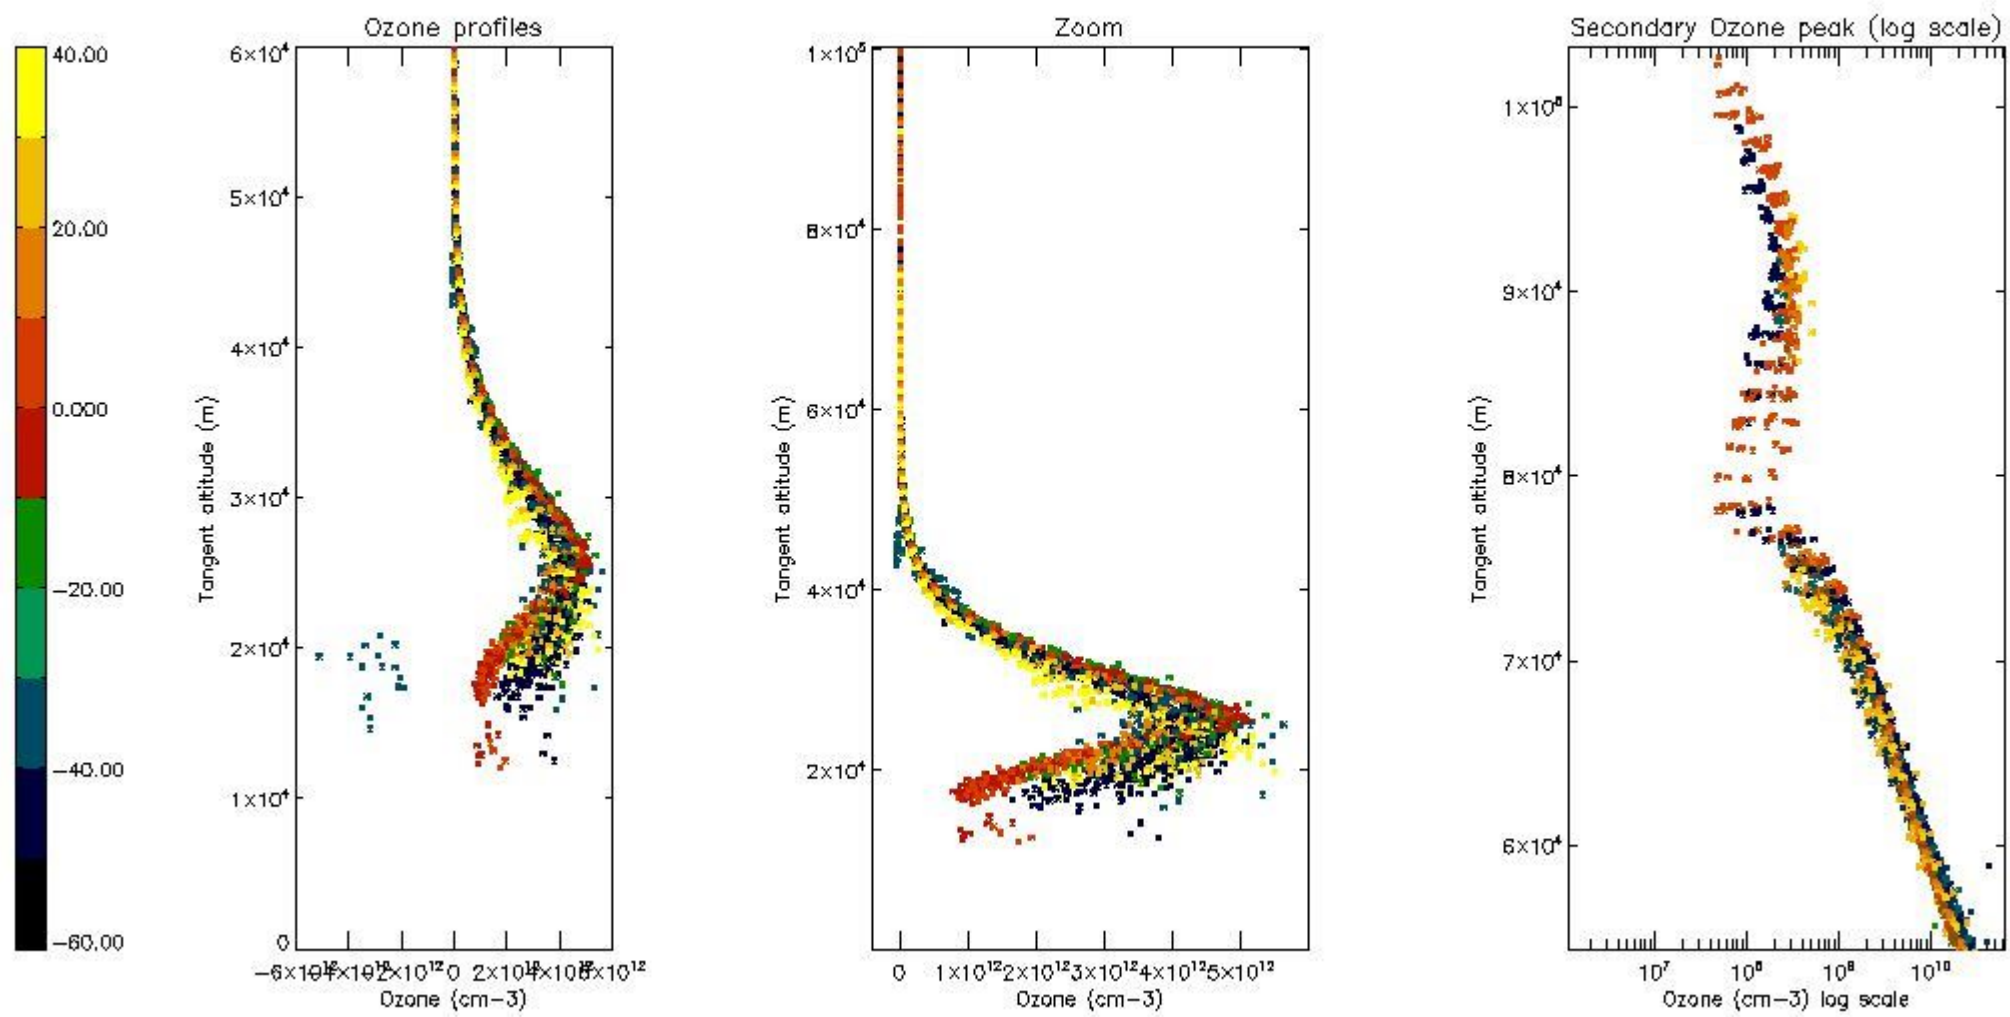 Ozone profiles
Zoom
Secondary Ozone peak (log scale)
40.00
20.00
0.000
−20.00
−40.00
−60.00
6×10⁴
5×10⁴
4×10⁴
3×10⁴
2×10⁴
1×10⁴
0
Tangent altitude (m)
0
Ozone (cm−3)
1×10⁵
8×10⁴
6×10⁴
4×10⁴
2×10⁴
Tangent altitude (m)
0 1×10¹² 2×10¹² 3×10¹² 4×10¹² 5×10¹²
Ozone (cm−3)
9×10⁴
8×10⁴
7×10⁴
6×10⁴
Tangent altitude (m)
10⁷ 10⁸ 10⁹ 10¹⁰
Ozone (cm−3) log scale